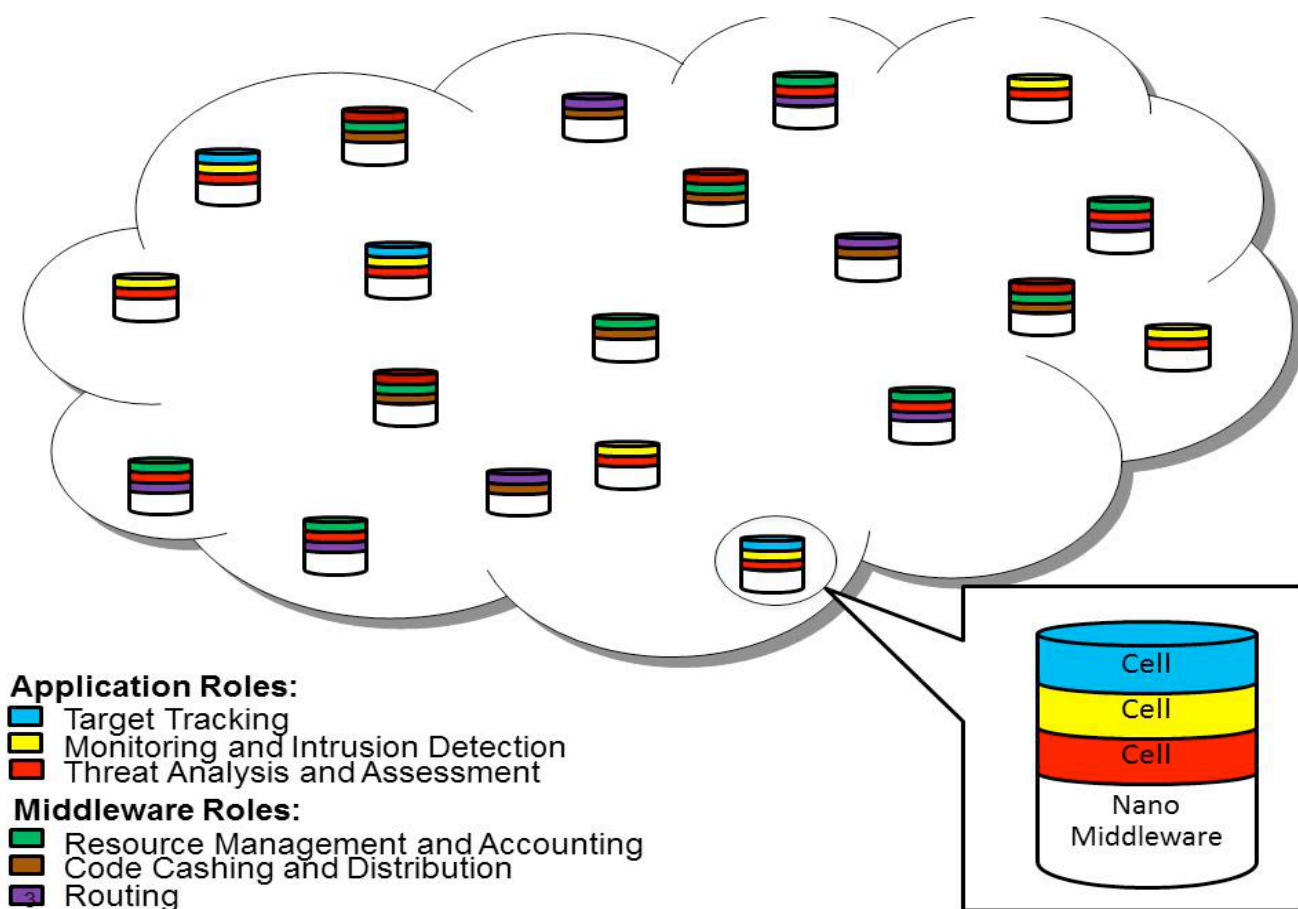 Cell
Cell
Cell
Nano
Middleware
Application Roles:
Target Tracking
Monitoring and Intrusion Detection
Threat Analysis and Assessment
Middleware Roles:
Resource Management and Accounting
Code Cashing and Distribution
3
Routing